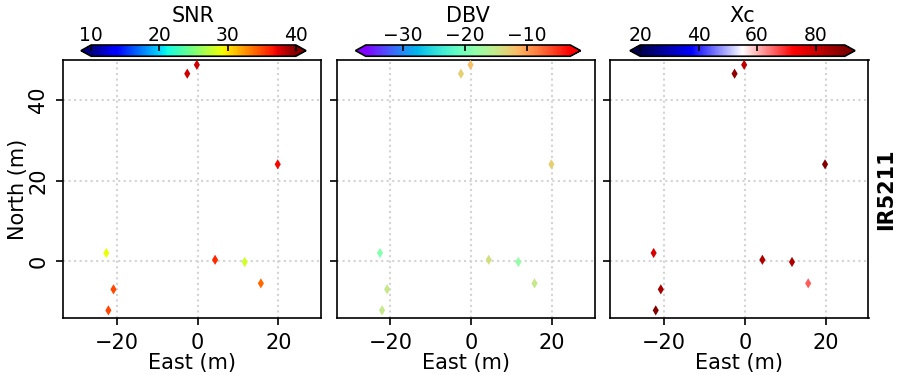 SNR DBV Xc
10 20 30 40 −30 −20 −10 20 40 60 80
40
20
0
North (m)
IR5211
−20 0 20 −20 0 20 −20 0 20
East (m) East (m) East (m)